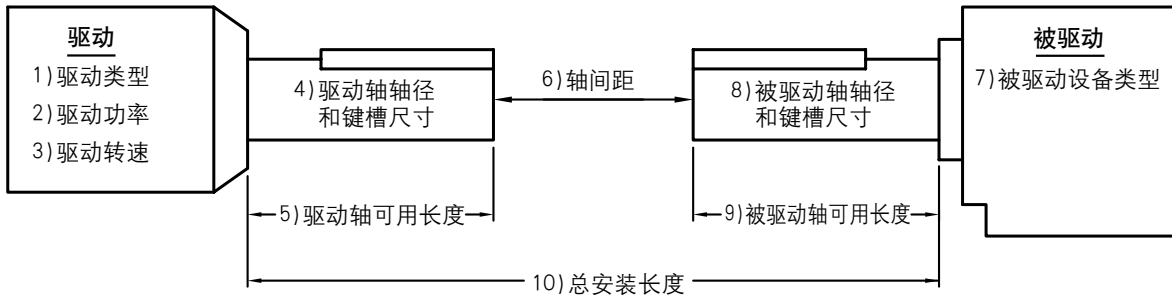 驱动
1)驱动类型
2)驱动功率
3)驱动转速
4)驱动轴轴径
和键槽尺寸
6)轴间距
8)被驱动轴轴径
和键槽尺寸
被驱动
7)被驱动设备类型
5)驱动轴可用长度
9)被驱动轴可用长度
10)总安装长度